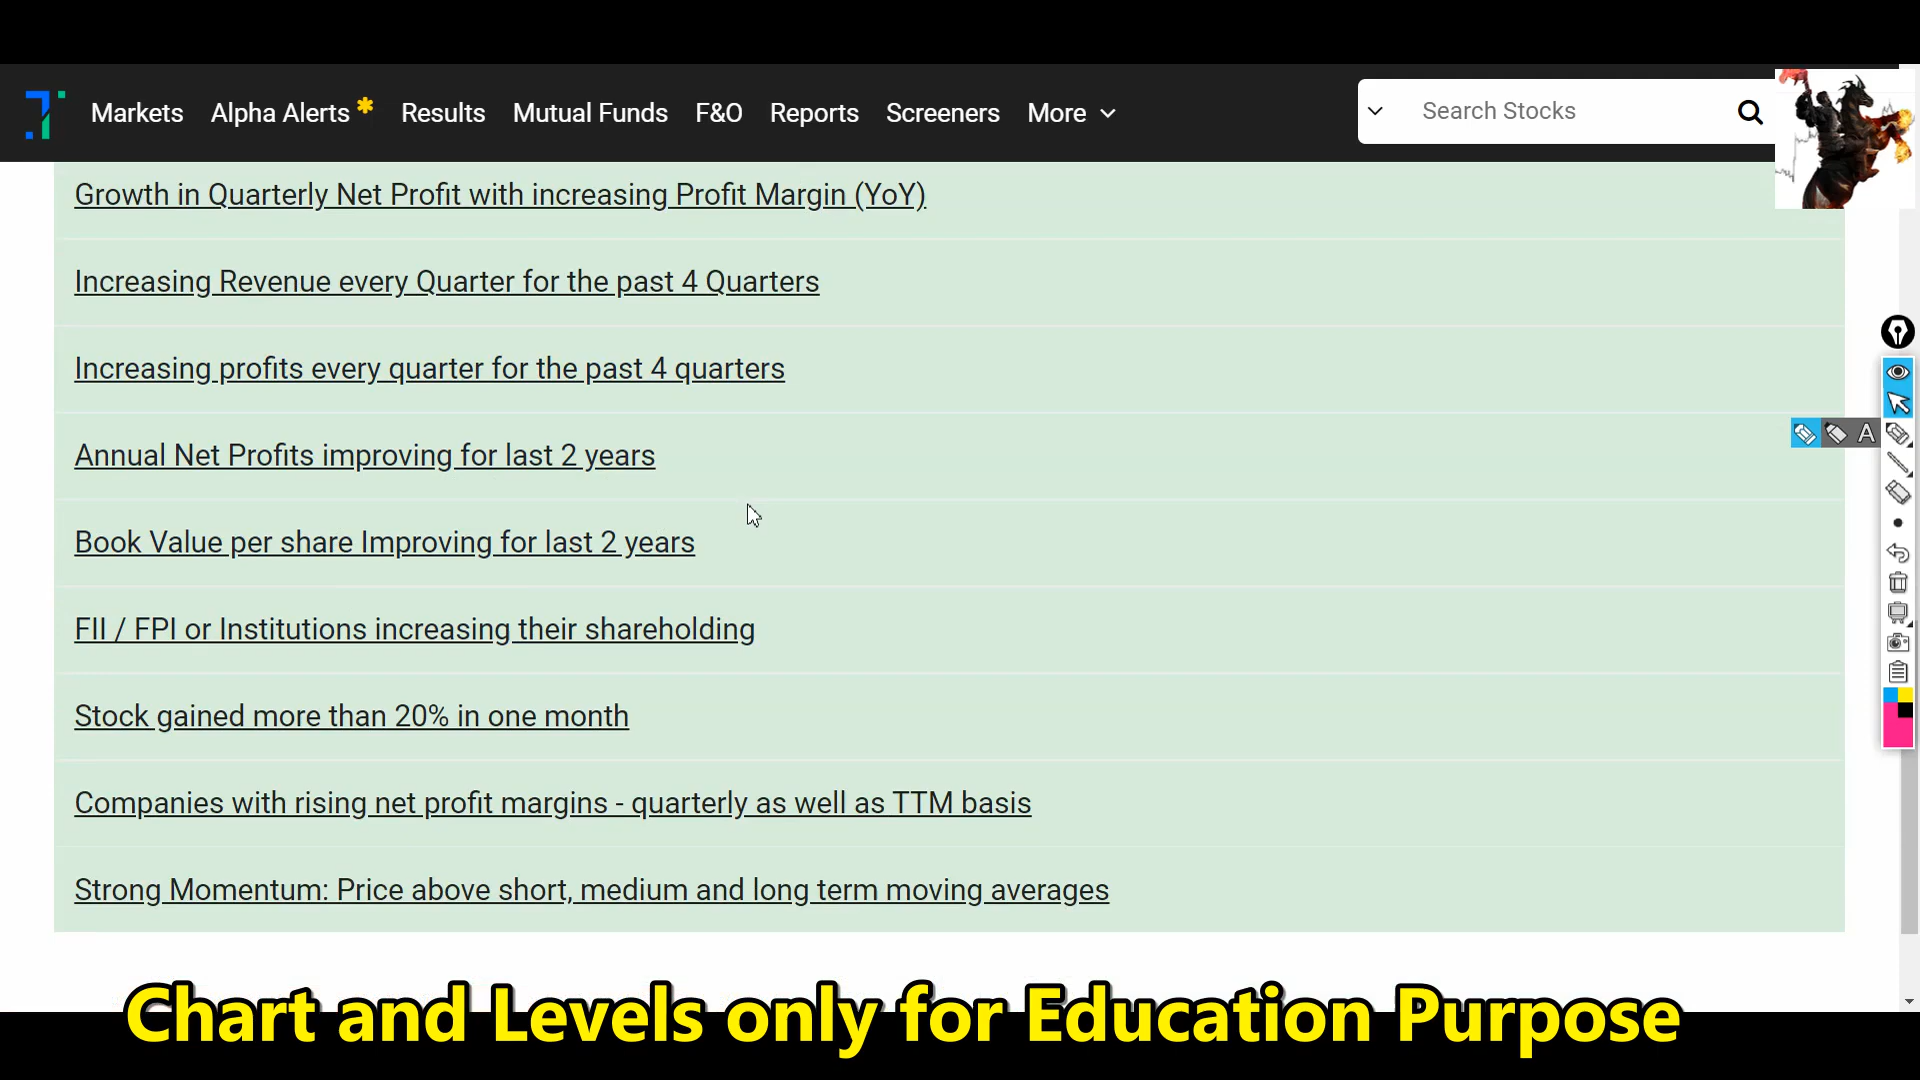 Markets Alpha Alerts* Results Mutual Funds F&O Reports Screeners More Search Stocks
Growth in Quarterly Net Profit with increasing Profit Margin (YoY)
Increasing Revenue every Quarter for the past 4 Quarters
Increasing profits every quarter for the past 4 quarters
A
Annual Net Profits improving for last 2 years
Book Value per share Improving for last 2 years
FII / FPI or Institutions increasing their shareholding
Stock gained more than 20% in one month
Companies with rising net profit margins - quarterly as well as TTM basis
Strong Momentum: Price above short, medium and long term moving averages
Chart and Levels only for Education Purpose